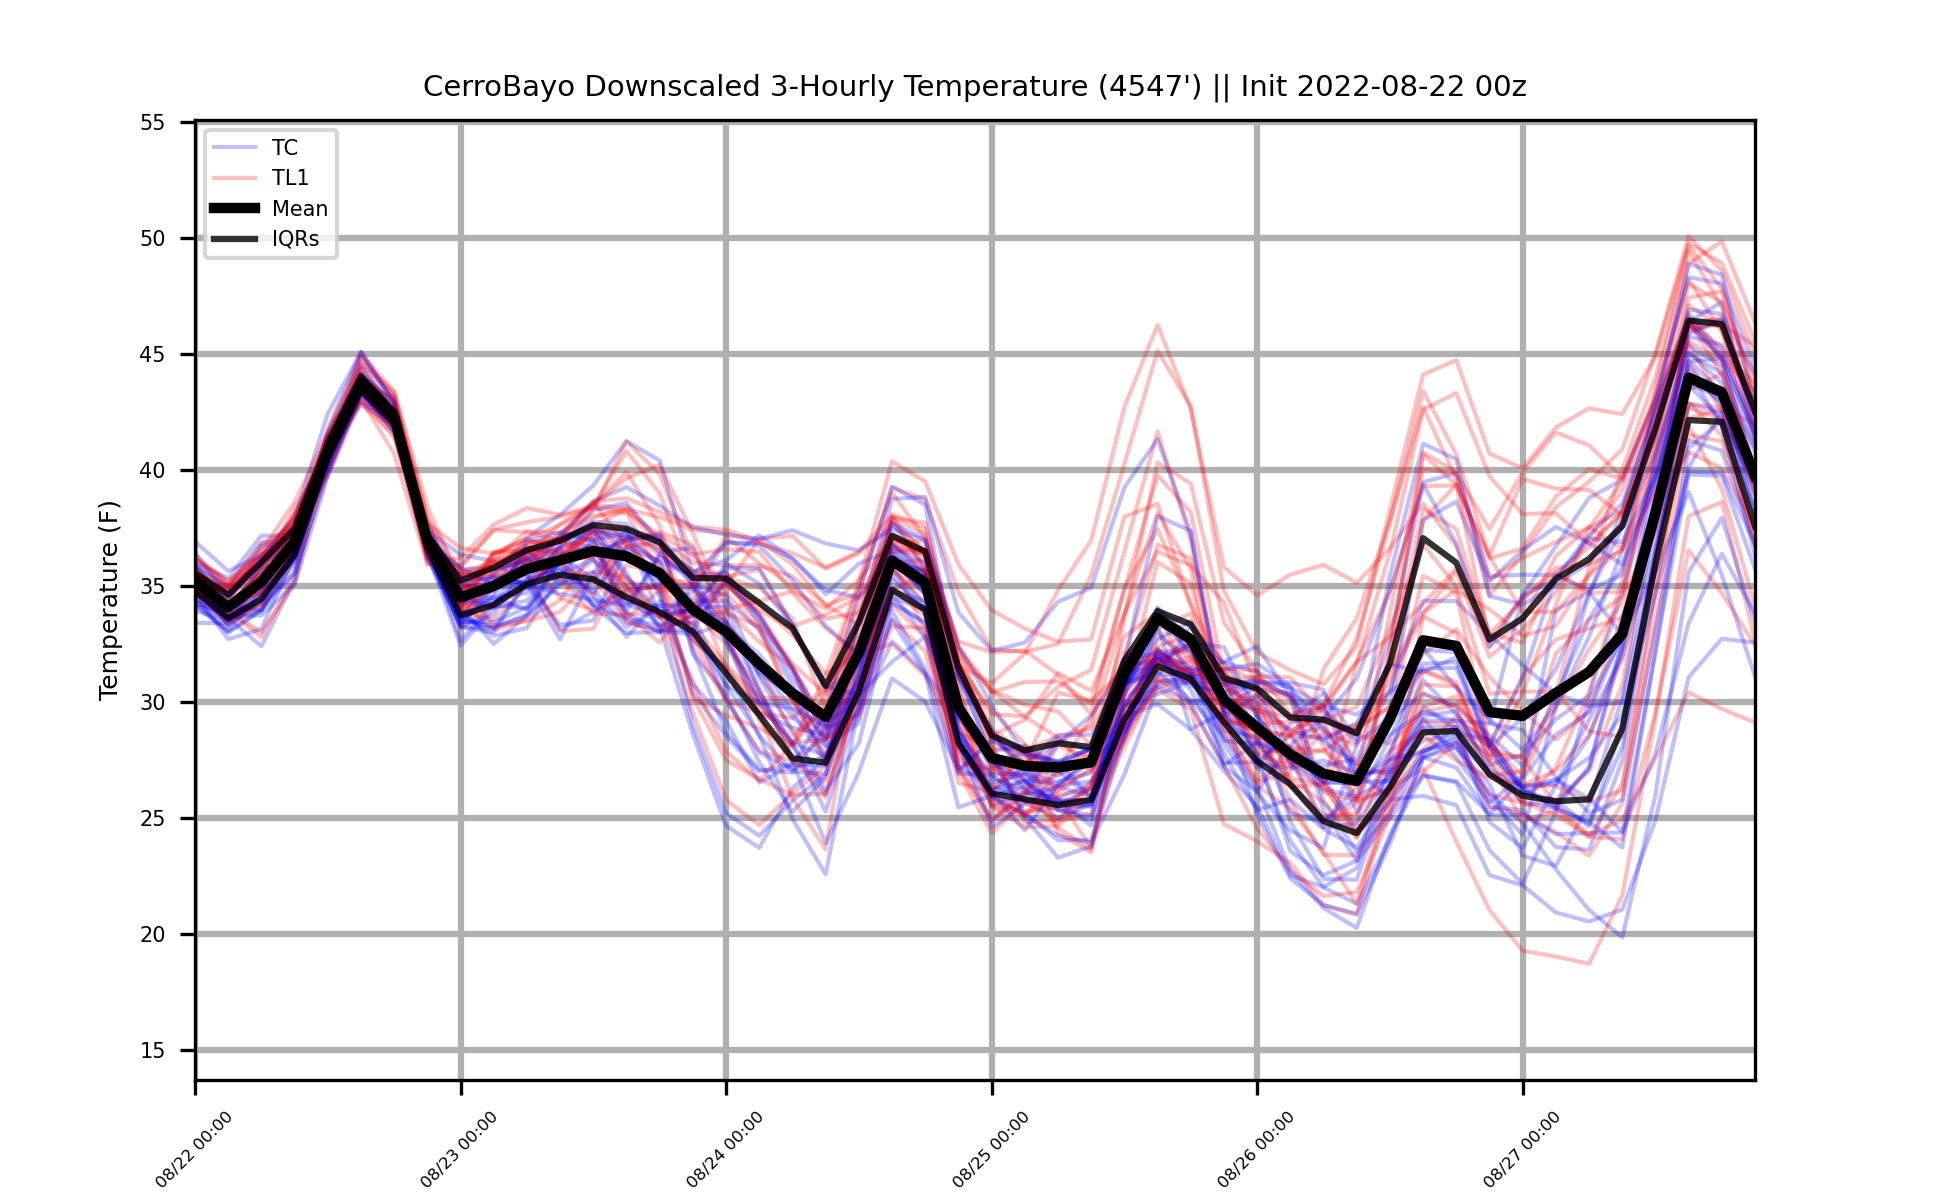 CerroBayo Downscaled 3-Hourly Temperature (4547') || Init 2022-08-22 00z
TC
TL1
Mean
IQRs
Temperature (F)
55
50
45
40
35
30
25
20
15
08/22 00:00
08/23 00:00
08/24 00:00
08/25 00:00
08/26 00:00
08/27 00:00